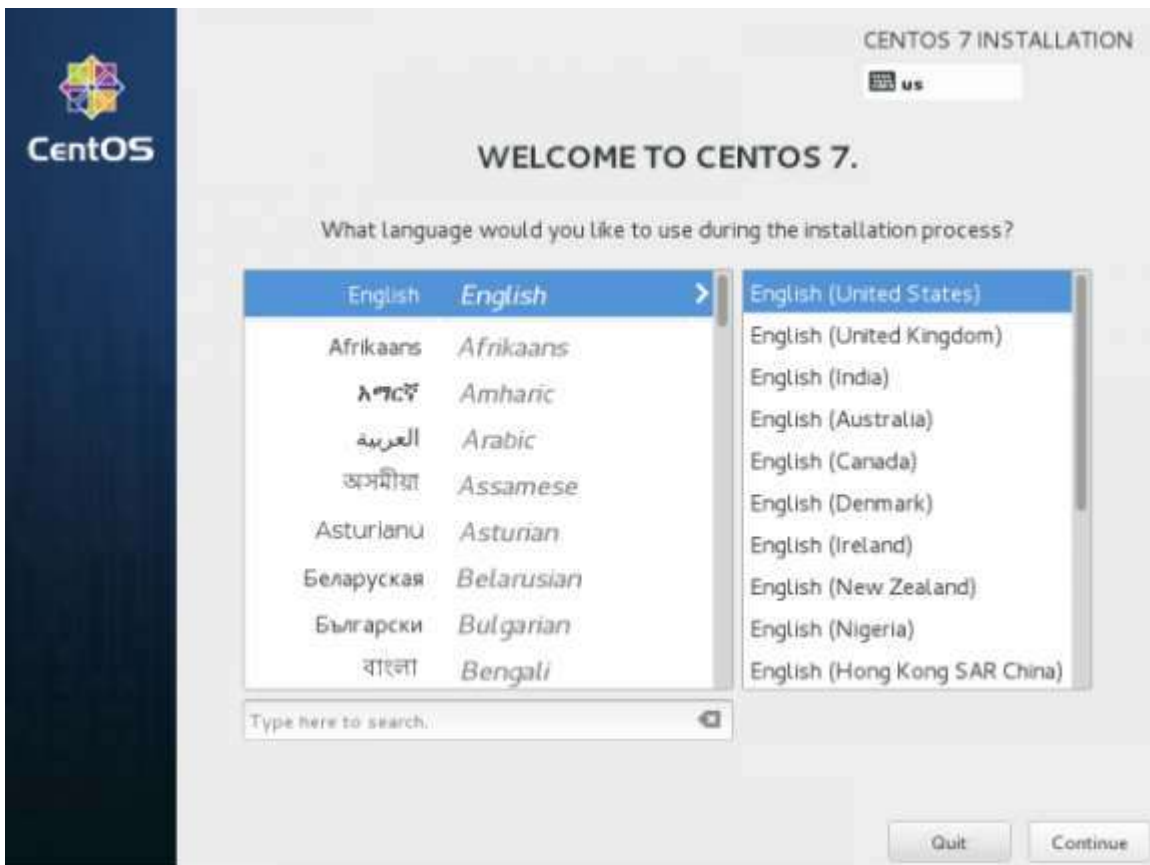 CENTOS 7 INSTALLATION
us
CentOS
WELCOME TO CENTOS 7.
What language would you like to use during the installation process?
English English
Afrikaans Afrikaans
አማርኛ Amharic
العربية Arabic
অসমীয়া Assamese
Asturianu Asturian
Беларуская Belarusian
Български Bulgarian
বাংলা Bengali
English (United States)
English (United Kingdom)
English (India)
English (Australia)
English (Canada)
English (Denmark)
English (Ireland)
English (New Zealand)
English (Nigeria)
English (Hong Kong SAR China)
Type here to search.
Quit Continue